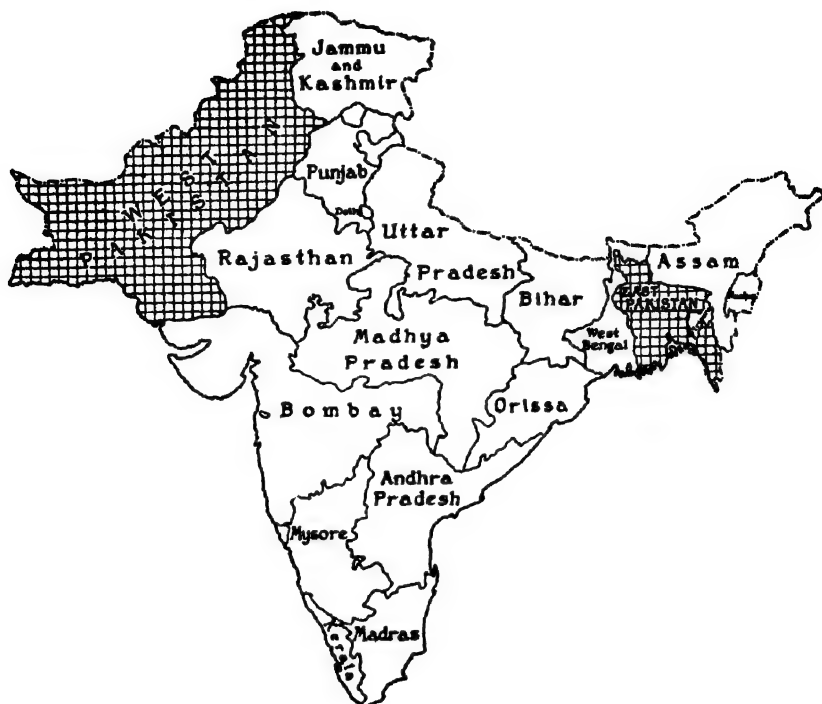 Jammu
and
Kashmir
WEST
PAKISTAN
Punjab
Delhi
Rajasthan
Uttar
Pradesh
Bihar
Assam
EAST
PAKISTAN
West
Bengal
Madhya
Pradesh
Bombay
Orissa
Andhra
Pradesh
Mysore
Madras
Kerala